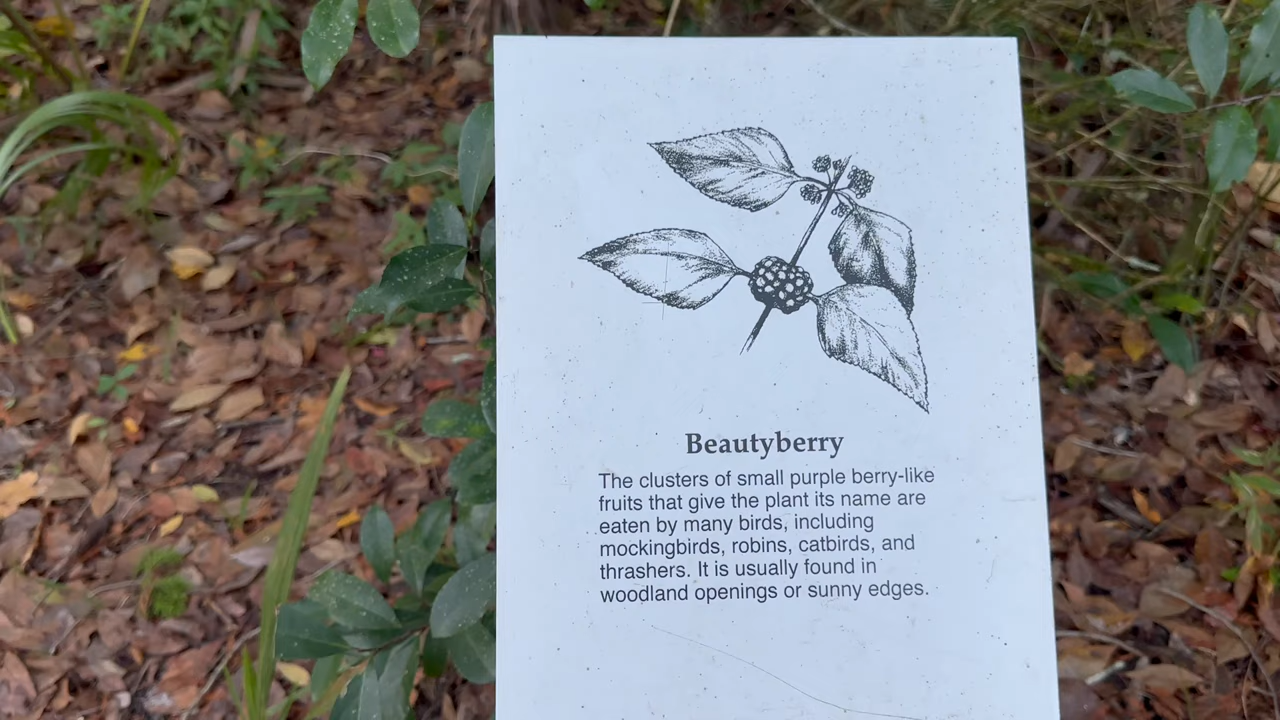 Beautyberry
The clusters of small purple berry-like
fruits that give the plant its name are
eaten by many birds, including
mockingbirds, robins, catbirds, and
thrashers. It is usually found in
woodland openings or sunny edges.